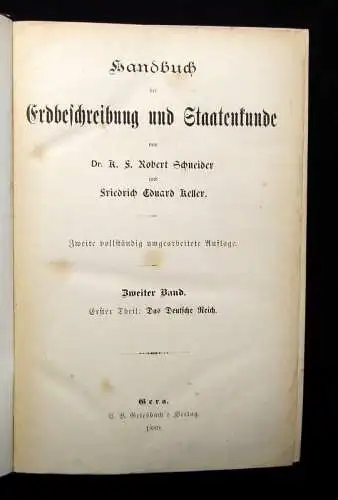 Handbuch
der
Erdbeschreibung und Staatenkunde
von
Dr. K. F. Robert Schneider
und
Friedrich Eduard Keller.
Zweite vollständig umgearbeitete Auflage.
Zweiter Band.
Erster Theil: Das Deutsche Reich.
Gera.
C. B. Griesbach's Verlag.